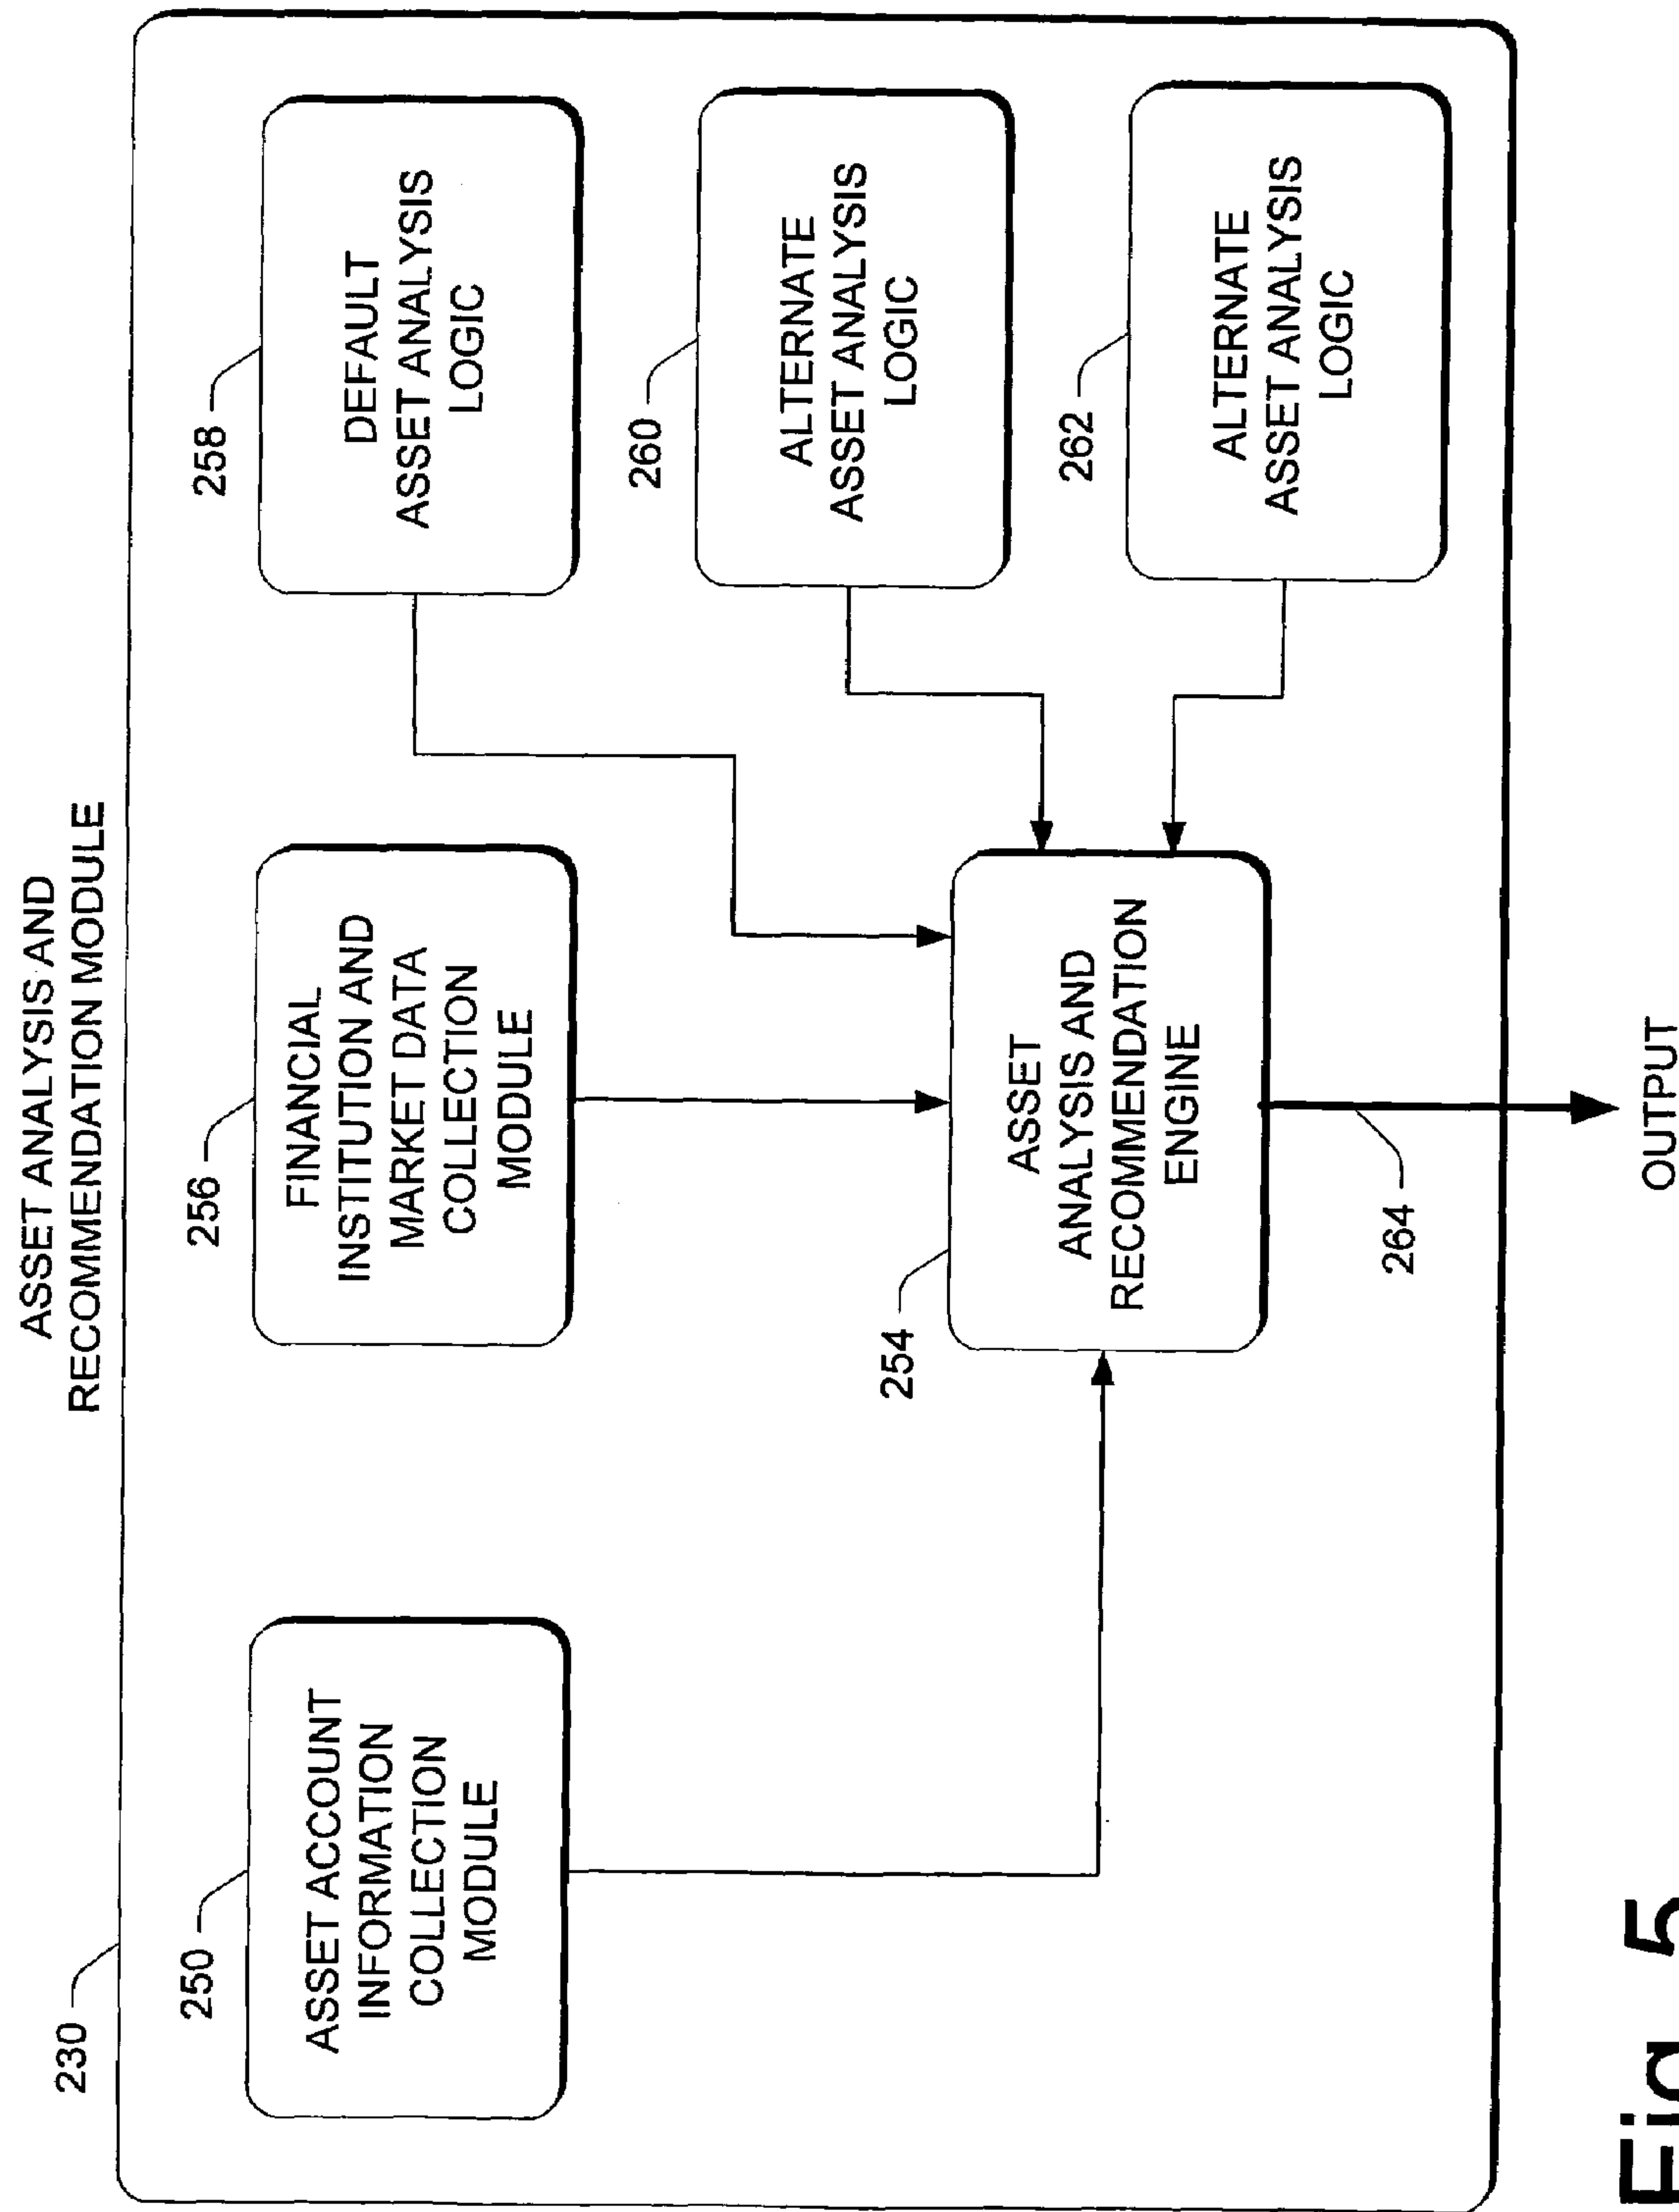 ASSET ANALYSIS AND
RECOMMENDATION MODULE
230
250
ASSET ACCOUNT
INFORMATION
COLLECTION
MODULE
256
FINANCIAL
INSTITUTION AND
MARKET DATA
COLLECTION
MODULE
258
DEFAULT
ASSET ANALYSIS
LOGIC
260
ALTERNATE
ASSET ANALYSIS
LOGIC
262
ALTERNATE
ASSET ANALYSIS
LOGIC
254
ASSET
ANALYSIS AND
RECOMMENDATION
ENGINE
264
OUTPUT
Fig. 5